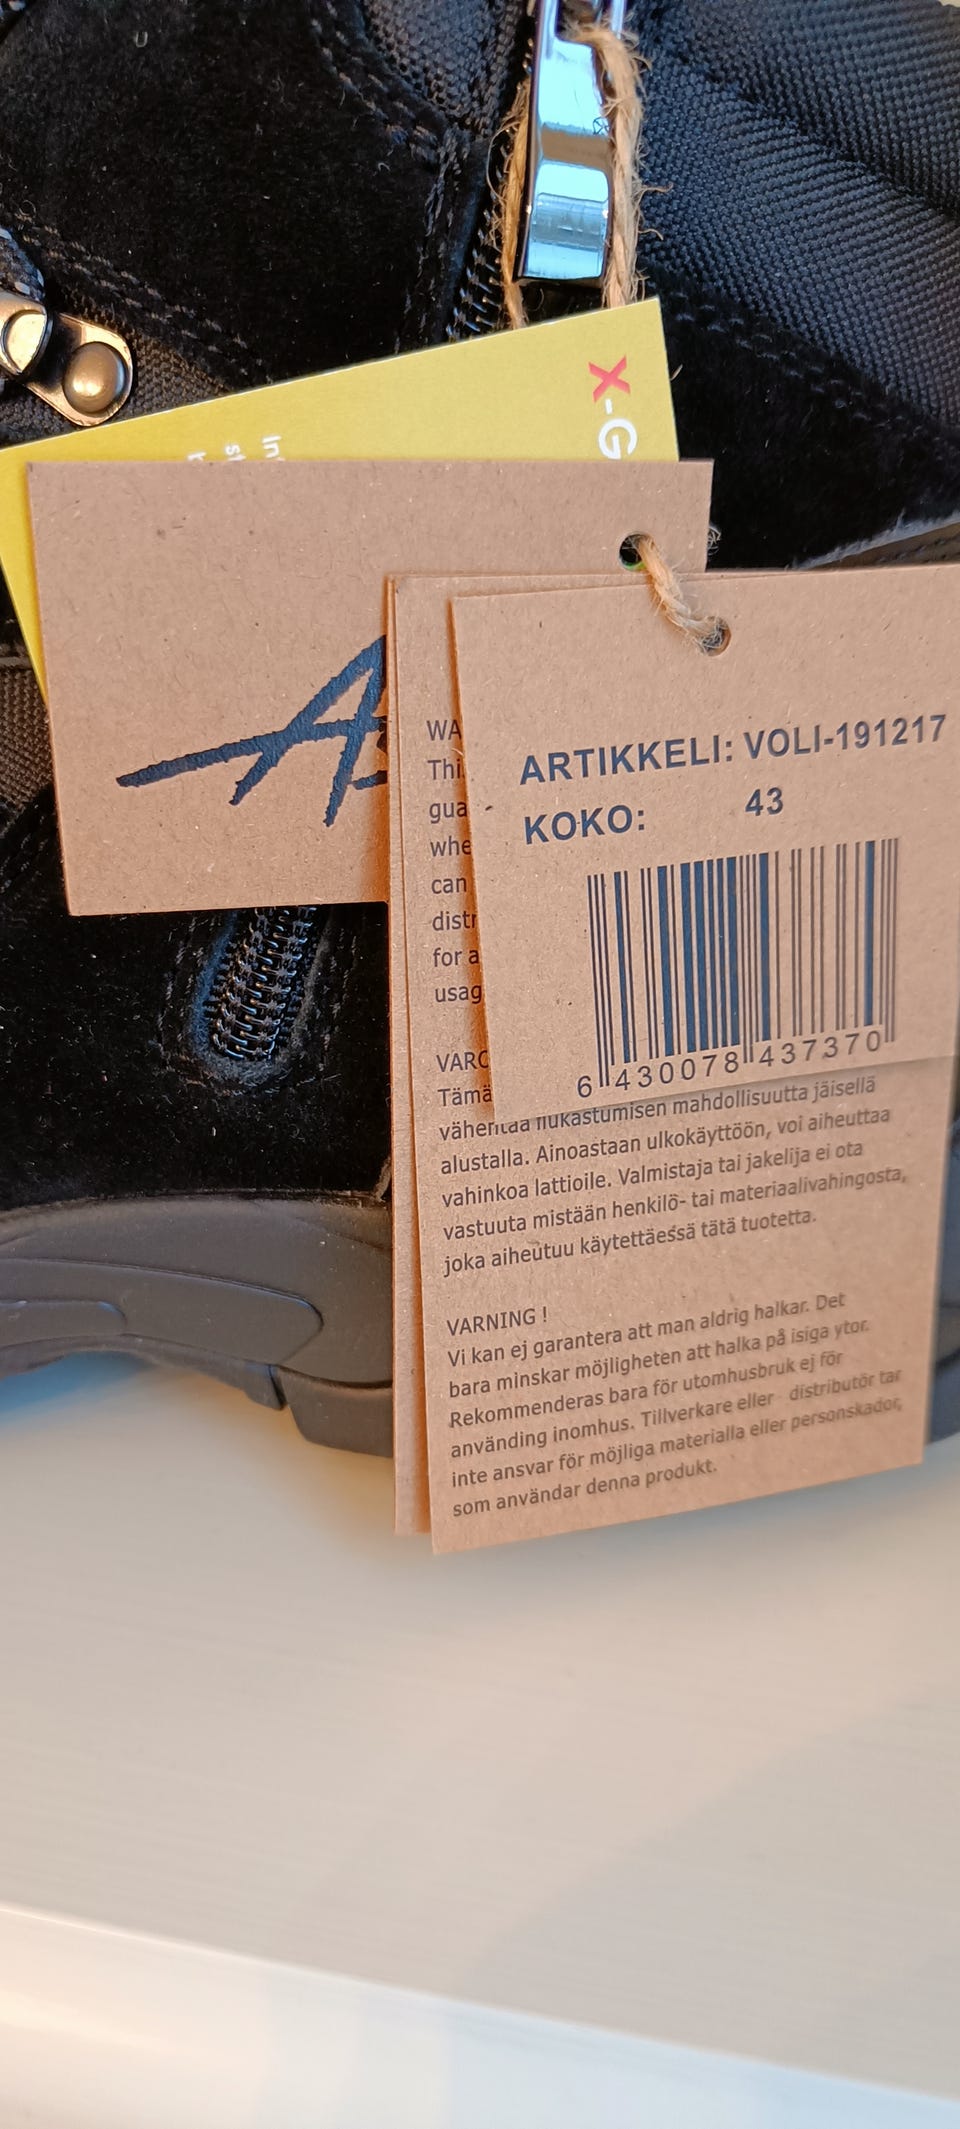 X-G
ARTIKKELI: VOLI-191217
KOKO: 43
6 430078 437370
WA
Thi
gua
whe
can
distr
for a
usag
VARO
Tämä
vähentää liukastumisen mahdollisuutta jäisellä
alustalla. Ainoastaan ulkokäyttöön, voi aiheuttaa
vahinkoa lattioile. Valmistaja tai jakelija ei ota
vastuuta mistään henkilö- tai materiaalivahingosta,
joka aiheutuu käytettäessä tätä tuotetta.
VARNING !
Vi kan ej garantera att man aldrig halkar. Det
bara minskar möjligheten att halka på isiga ytor.
Rekommenderas bara för utomhusbruk ej för
använding inomhus. Tillverkare eller distributör tar
inte ansvar för möjliga materialla eller personskador,
som användar denna produkt.